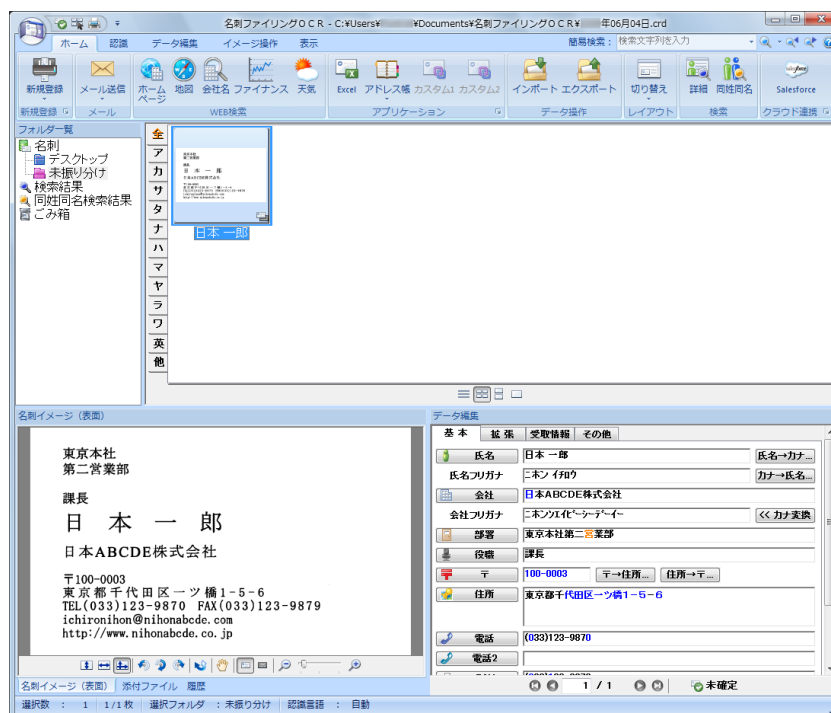 名刺ファイリングＯＣＲ - C:¥Users¥ ¥Documents¥名刺ファイリングＯＣＲ¥ 年06月04日.crd
ホーム 認識 データ編集 イメージ操作 表示 簡易検索： 検索文字列を入力
新規登録 メール送信 ホームページ 地図 会社名 ファイナンス 天気 Excel アドレス帳 カスタム1 カスタム2 インポート エクスポート 切り替え 詳細 同姓同名 Salesforce
新規登録 メール WEB検索 アプリケーション データ操作 レイアウト 検索 クラウド連携
フォルダ一覧
名刺
デスクトップ
未振り分け
検索結果
同姓同名検索結果
ごみ箱
全
ア
カ
サ
タ
ナ
ハ
マ
ヤ
ラ
ワ
英
他
日本 一郎
名刺イメージ（表面）
東京本社
第二営業部
課長
日 本 一 郎
日本ABCDE株式会社
〒100-0003
東京都千代田区一ツ橋1-5-6
TEL(033)123-9870 FAX(033)123-9879
ichironihon@nihonabcde.com
http://www.nihonabcde.co.jp
名刺イメージ（表面） 添付ファイル 履歴
データ編集
基本 拡張 受取情報 その他
氏名 日本 一郎 氏名→カナ...
氏名フリガナ ﾆﾎﾝ ｲﾁﾛｳ カナ→氏名...
会社 日本ABCDE株式会社
会社フリガナ ﾆﾎﾝﾂｴｲﾋﾞｰｼｰﾃﾞｰｲｰ << カナ変換
部署 東京本社第二営業部
役職 課長
〒 100-0003 〒→住所... 住所→〒...
住所 東京都千代田区一ツ橋1－5－6
電話 (033)123-9870
電話2
1 / 1 未確定
選択数 ： 1 1/1枚 選択フォルダ ：未振り分け 認識言語 ： 自動